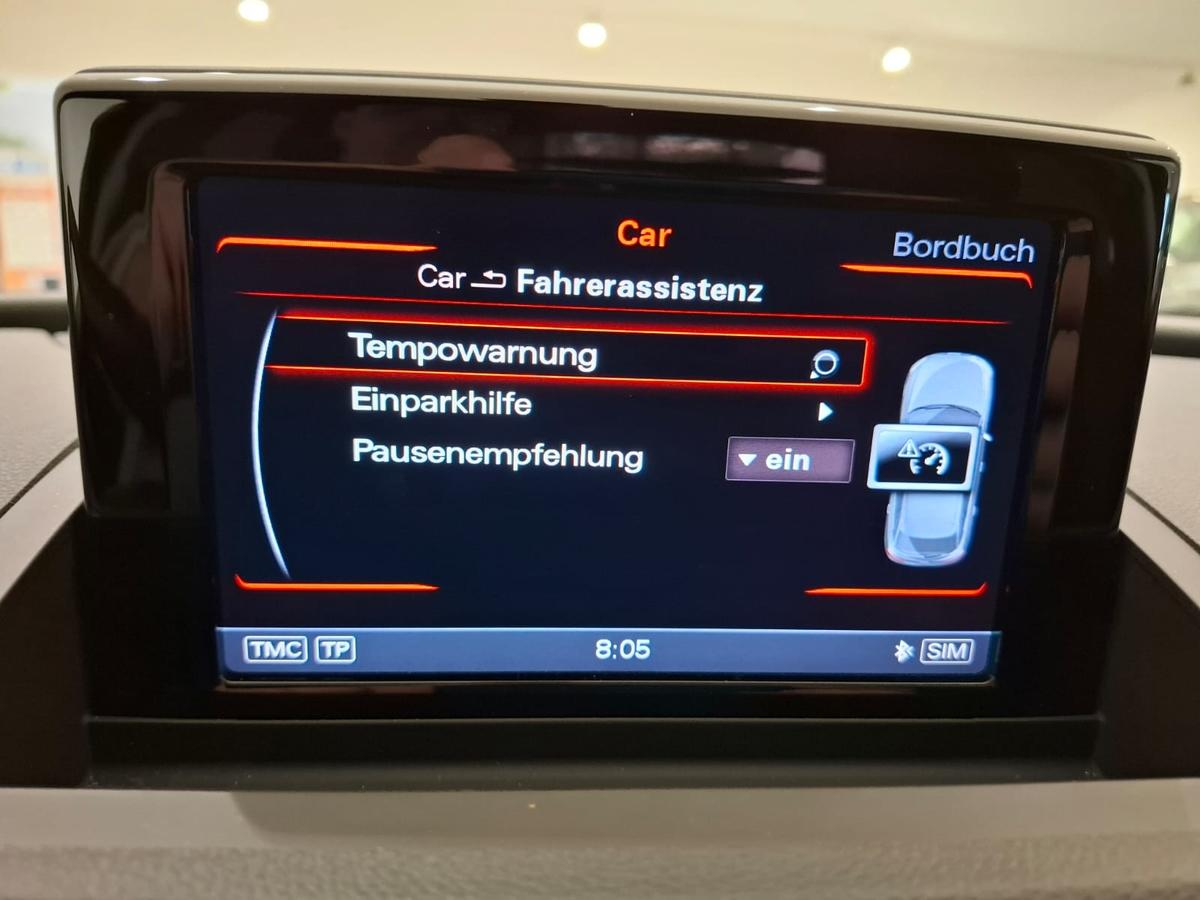 Car
Bordbuch
Car Fahrerassistenz
Tempowarnung
Einparkhilfe
Pausenempfehlung ein
TMC TP 8:05 SIM